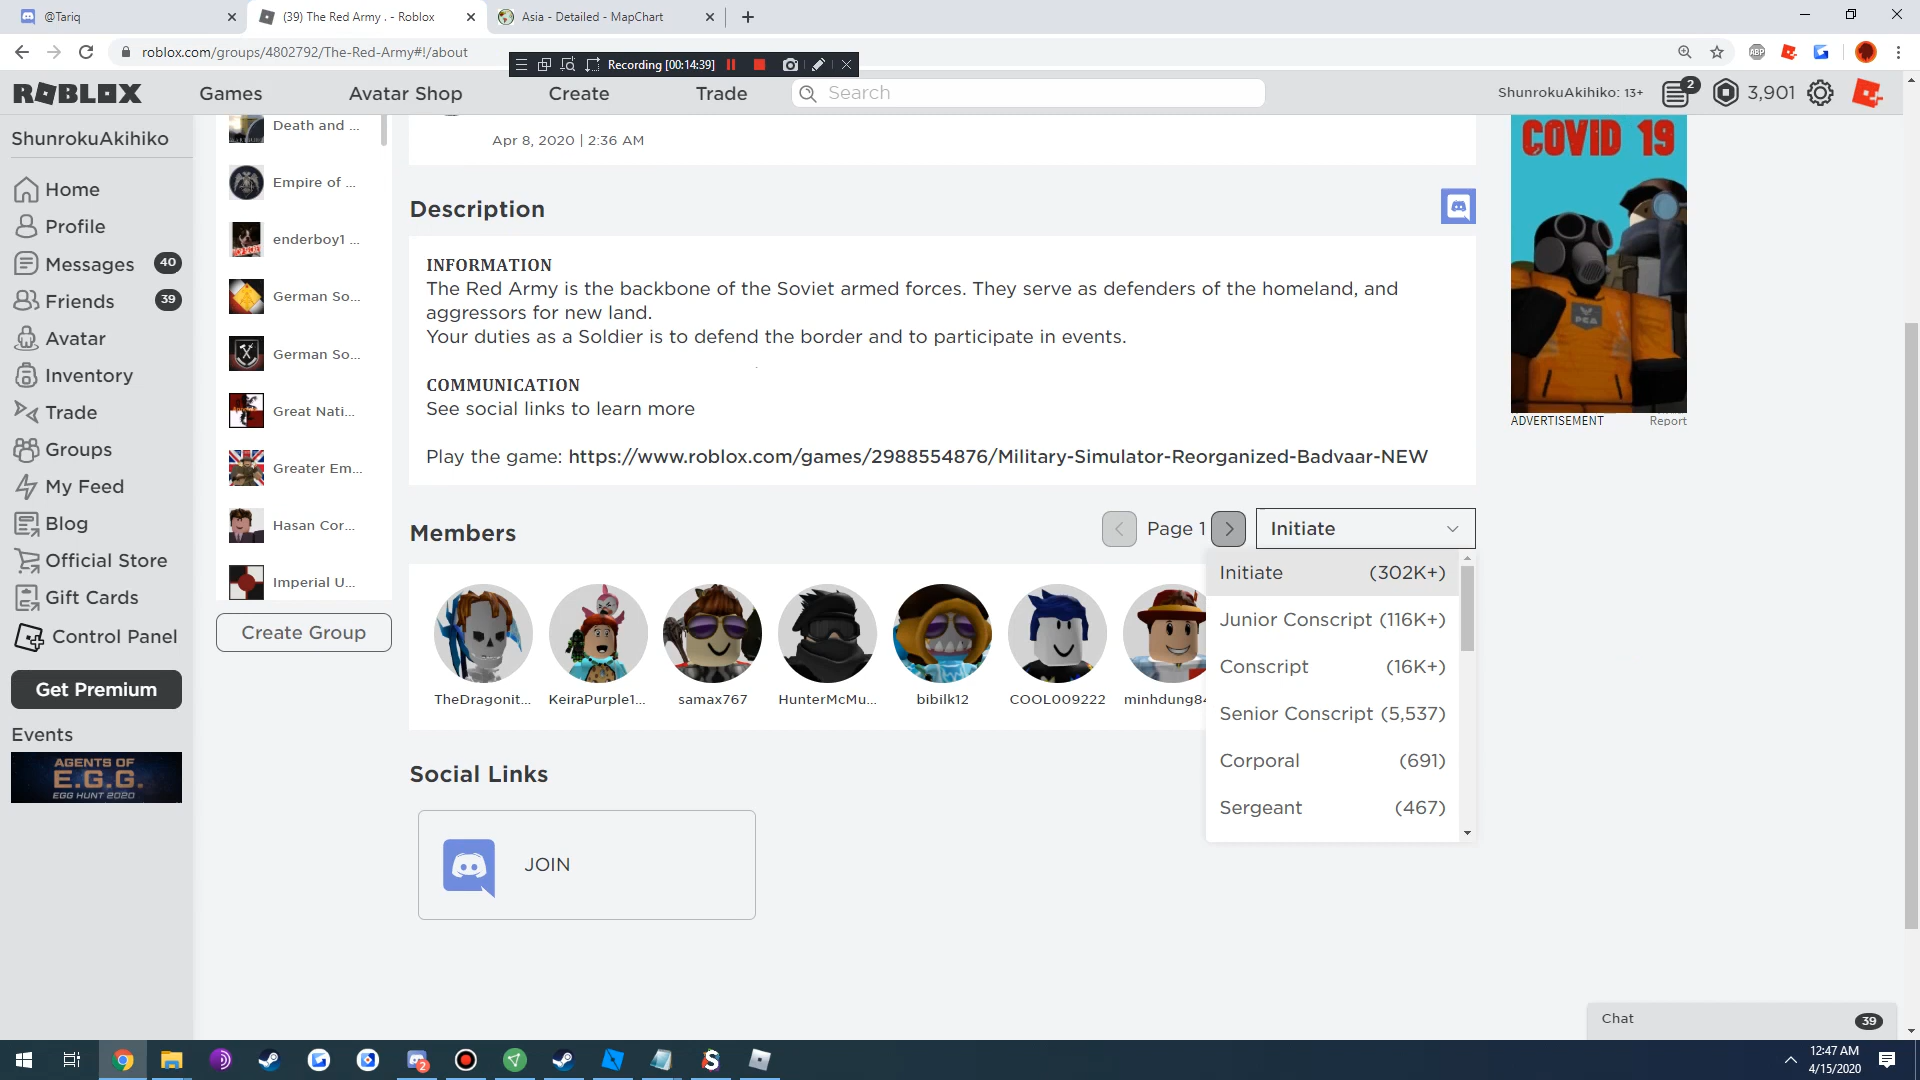 @Tariq
(39) The Red Army . - Roblox
Asia - Detailed - MapChart
roblox.com/groups/4802792/The-Red-Army#!/about
Recording [00:14:39]
ABP
ROBLOX
Games
Avatar Shop
Create
Trade
Search
ShunrokuAkihiko: 13+
2
3,901
ShunrokuAkihiko
Home
Profile
Messages 40
Friends 39
Avatar
Inventory
Trade
Groups
My Feed
Blog
Official Store
Gift Cards
Control Panel
Get Premium
Events
AGENTS OF
E.G.G.
EGG HUNT 2020
Death and ...
Empire of ...
enderboy1 ...
German So...
German So...
Great Nati...
Greater Em...
Hasan Cor...
Imperial U...
Create Group
Apr 8, 2020 | 2:36 AM
Description
INFORMATION
The Red Army is the backbone of the Soviet armed forces. They serve as defenders of the homeland, and
aggressors for new land.
Your duties as a Soldier is to defend the border and to participate in events.
COMMUNICATION
See social links to learn more
Play the game: https://www.roblox.com/games/2988554876/Military-Simulator-Reorganized-Badvaar-NEW
Members
Page 1
Initiate
Initiate (302K+)
Junior Conscript (116K+)
Conscript (16K+)
Senior Conscript (5,537)
Corporal (691)
Sergeant (467)
TheDragonit...
KeiraPurple1...
samax767
HunterMcMu...
bibilk12
COOL009222
minhdung84
Social Links
JOIN
COVID 19
ADVERTISEMENT
Report
Chat
39
2
12:47 AM
4/15/2020